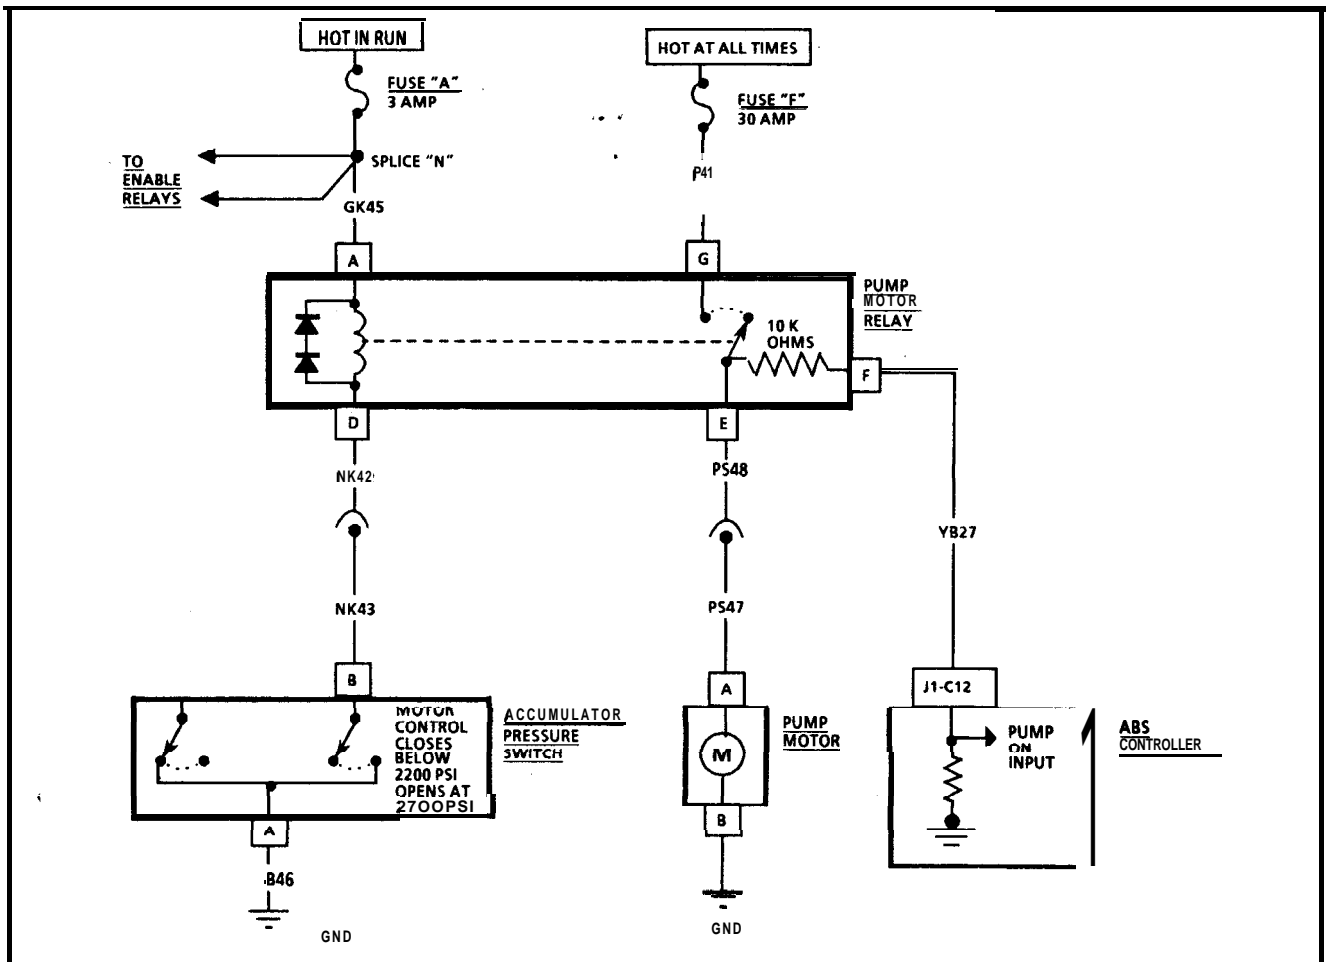 HOT IN RUN
HOT AT ALL TIMES
FUSE "A"
3 AMP
FUSE "F"
30 AMP
TO
ENABLE
RELAYS
SPLICE "N"
P41
GK45
A
G
PUMP
MOTOR
RELAY
10 K
OHMS
F
D
E
NK42
PS48
YB27
NK43
PS47
B
A
J1-C12
MOTOR
CONTROL
CLOSES
BELOW
2200 PSI
OPENS AT
2700PSI
ACCUMULATOR
PRESSURE
SWITCH
M
PUMP
MOTOR
PUMP
ON
INPUT
ABS
CONTROLLER
A
B
B46
GND
GND